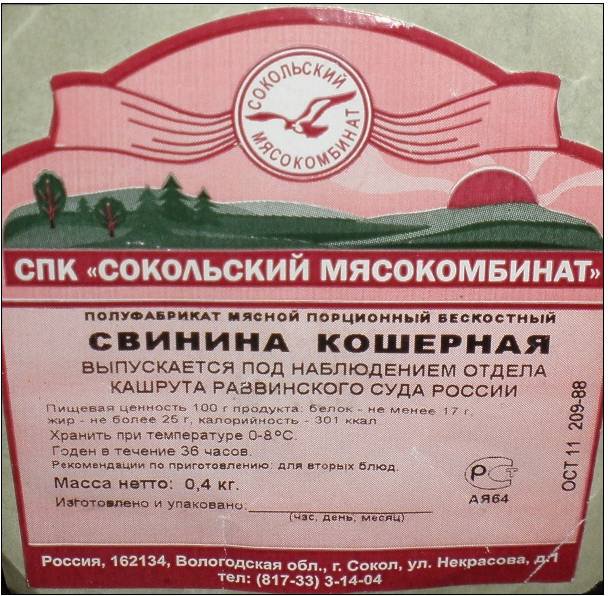 СОКОЛЬСКИЙ
МЯСОКОМБИНАТ
СПК «СОКОЛЬСКИЙ МЯСОКОМБИНАТ»
ПОЛУФАБРИКАТ МЯСНОЙ ПОРЦИОННЫЙ БЕСКОСТНЫЙ
СВИНИНА КОШЕРНАЯ
ВЫПУСКАЕТСЯ ПОД НАБЛЮДЕНИЕМ ОТДЕЛА
КАШРУТА РАВВИНСКОГО СУДА РОССИИ
Пищевая ценность 100 г продукта: белок - не менее 17 г,
жир - не более 25 г, калорийность - 301 ккал
Хранить при температуре 0-8°С.
Годен в течение 36 часов.
Рекомендации по приготовлению: для вторых блюд.
Масса нетто: 0,4 кг.
Изготовлено и упаковано:
(час, день, месяц)
РСТ
АЯ64
ОСТ 11 209-88
Россия, 162134, Вологодская обл., г. Сокол, ул. Некрасова, д.1
тел: (817-33) 3-14-04